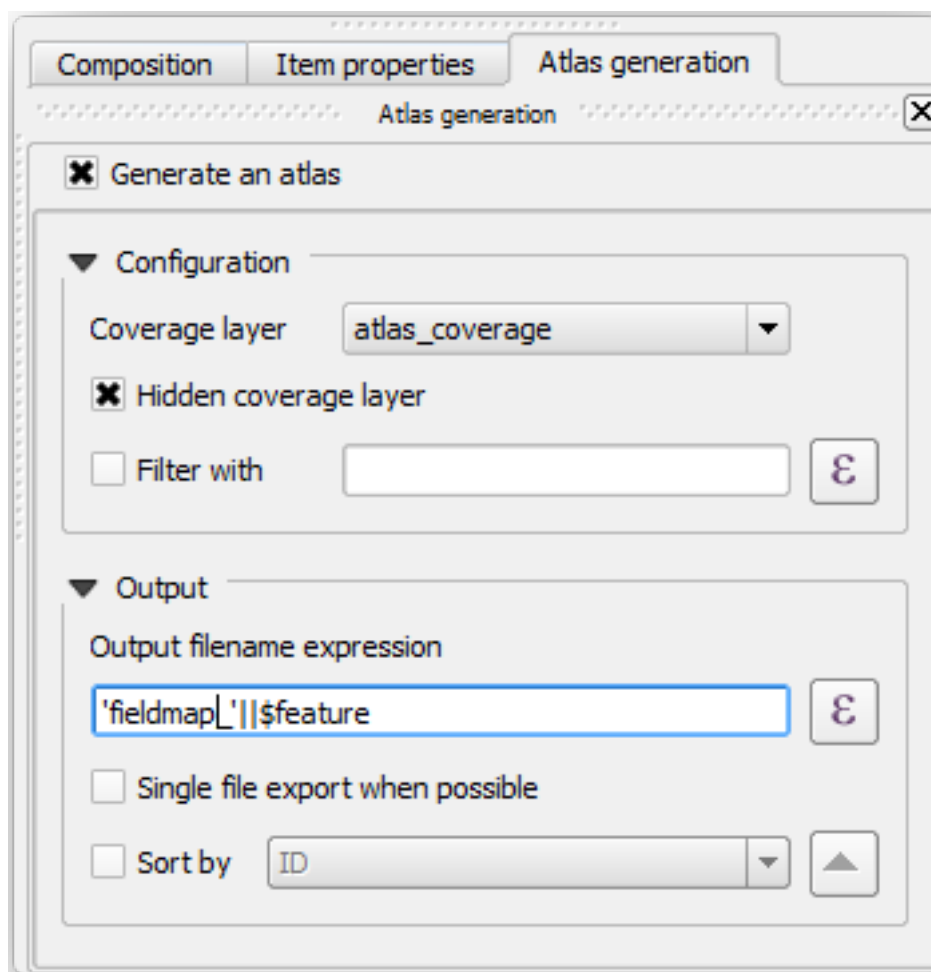 Composition Item properties Atlas generation
Atlas generation
Generate an atlas
Configuration
Coverage layer atlas_coverage
Hidden coverage layer
Filter with ε
Output
Output filename expression
'fieldmap_'||$feature ε
Single file export when possible
Sort by ID